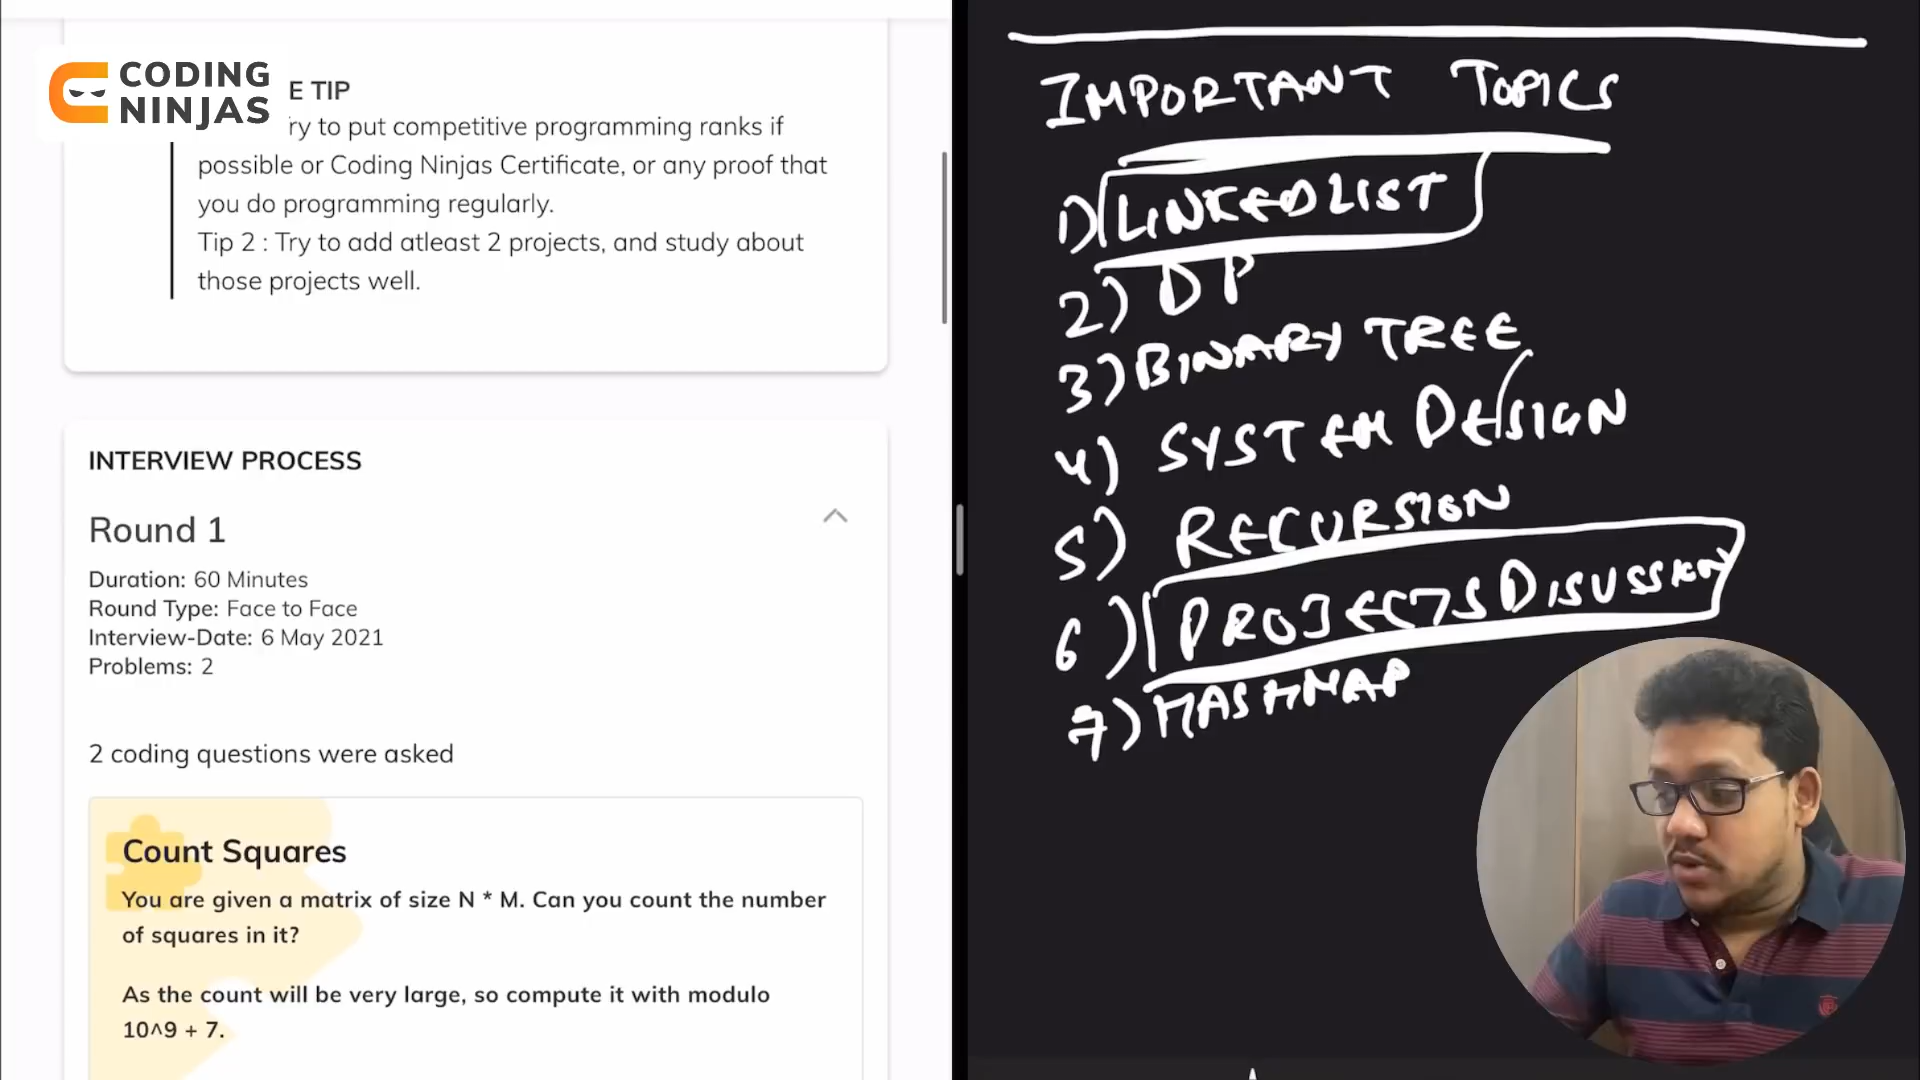 CODING
NINJAS
E TIP
ry to put competitive programming ranks if
possible or Coding Ninjas Certificate, or any proof that
you do programming regularly.
Tip 2 : Try to add atleast 2 projects, and study about
those projects well.
INTERVIEW PROCESS
Round 1
Duration: 60 Minutes
Round Type: Face to Face
Interview-Date: 6 May 2021
Problems: 2
2 coding questions were asked
Count Squares
You are given a matrix of size N * M. Can you count the number
of squares in it?
As the count will be very large, so compute it with modulo
10^9 + 7.
IMPORTANT TOPICS
1) LINKED LIST
2) DP
3) BINARY TREE
4) SYSTEM DESIGN
5) RECURSION
6) PROJECTS DISUSSION
7) HASHMAP